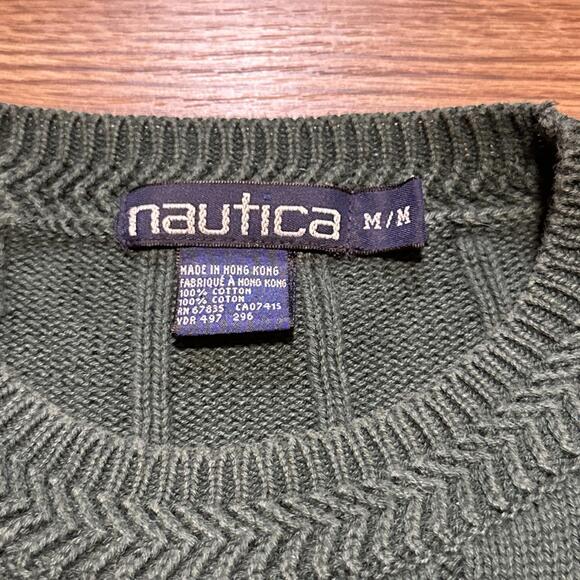 nautica
M/M
MADE IN HONG KONG
FABRIQUÉ À HONG KONG
100% COTTON
100% COTON
RN 67835 CA07415
VDR 497 296